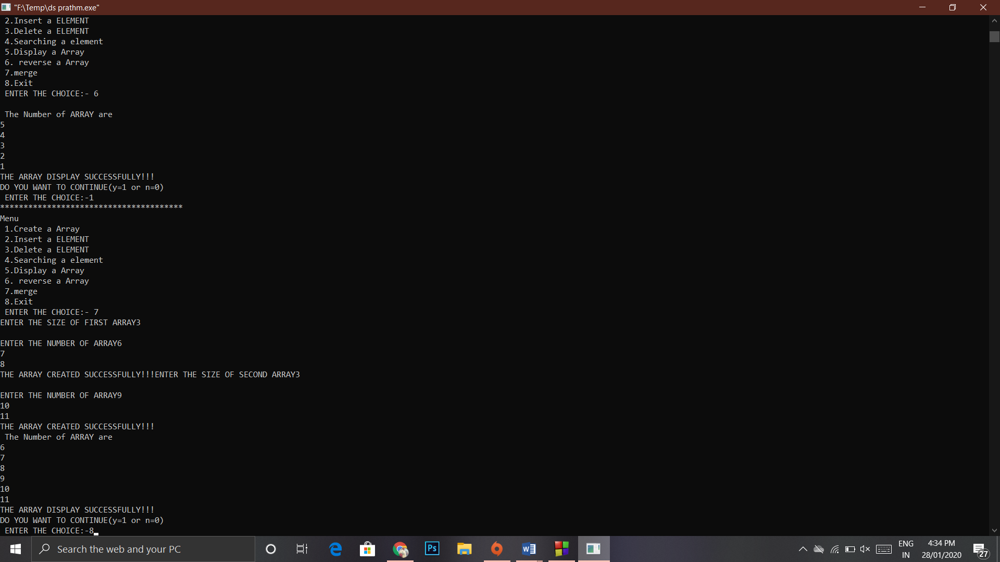 "F:\Temp\ds prathm.exe"
2.Insert a ELEMENT
3.Delete a ELEMENT
4.Searching a element
5.Display a Array
6. reverse a Array
7.merge
8.Exit
ENTER THE CHOICE:- 6
The Number of ARRAY are
5
4
3
2
1
THE ARRAY DISPLAY SUCCESSFULLY!!!
DO YOU WANT TO CONTINUE(y=1 or n=0)
ENTER THE CHOICE:-1
***************************************
Menu
1.Create a Array
2.Insert a ELEMENT
3.Delete a ELEMENT
4.Searching a element
5.Display a Array
6. reverse a Array
7.merge
8.Exit
ENTER THE CHOICE:- 7
ENTER THE SIZE OF FIRST ARRAY3
ENTER THE NUMBER OF ARRAY6
7
8
THE ARRAY CREATED SUCCESSFULLY!!!ENTER THE SIZE OF SECOND ARRAY3
ENTER THE NUMBER OF ARRAY9
10
11
THE ARRAY CREATED SUCCESSFULLY!!!
The Number of ARRAY are
6
7
8
9
10
11
THE ARRAY DISPLAY SUCCESSFULLY!!!
DO YOU WANT TO CONTINUE(y=1 or n=0)
ENTER THE CHOICE:-8
Search the web and your PC
Ps
W
ENG
IN
4:34 PM
28/01/2020
27